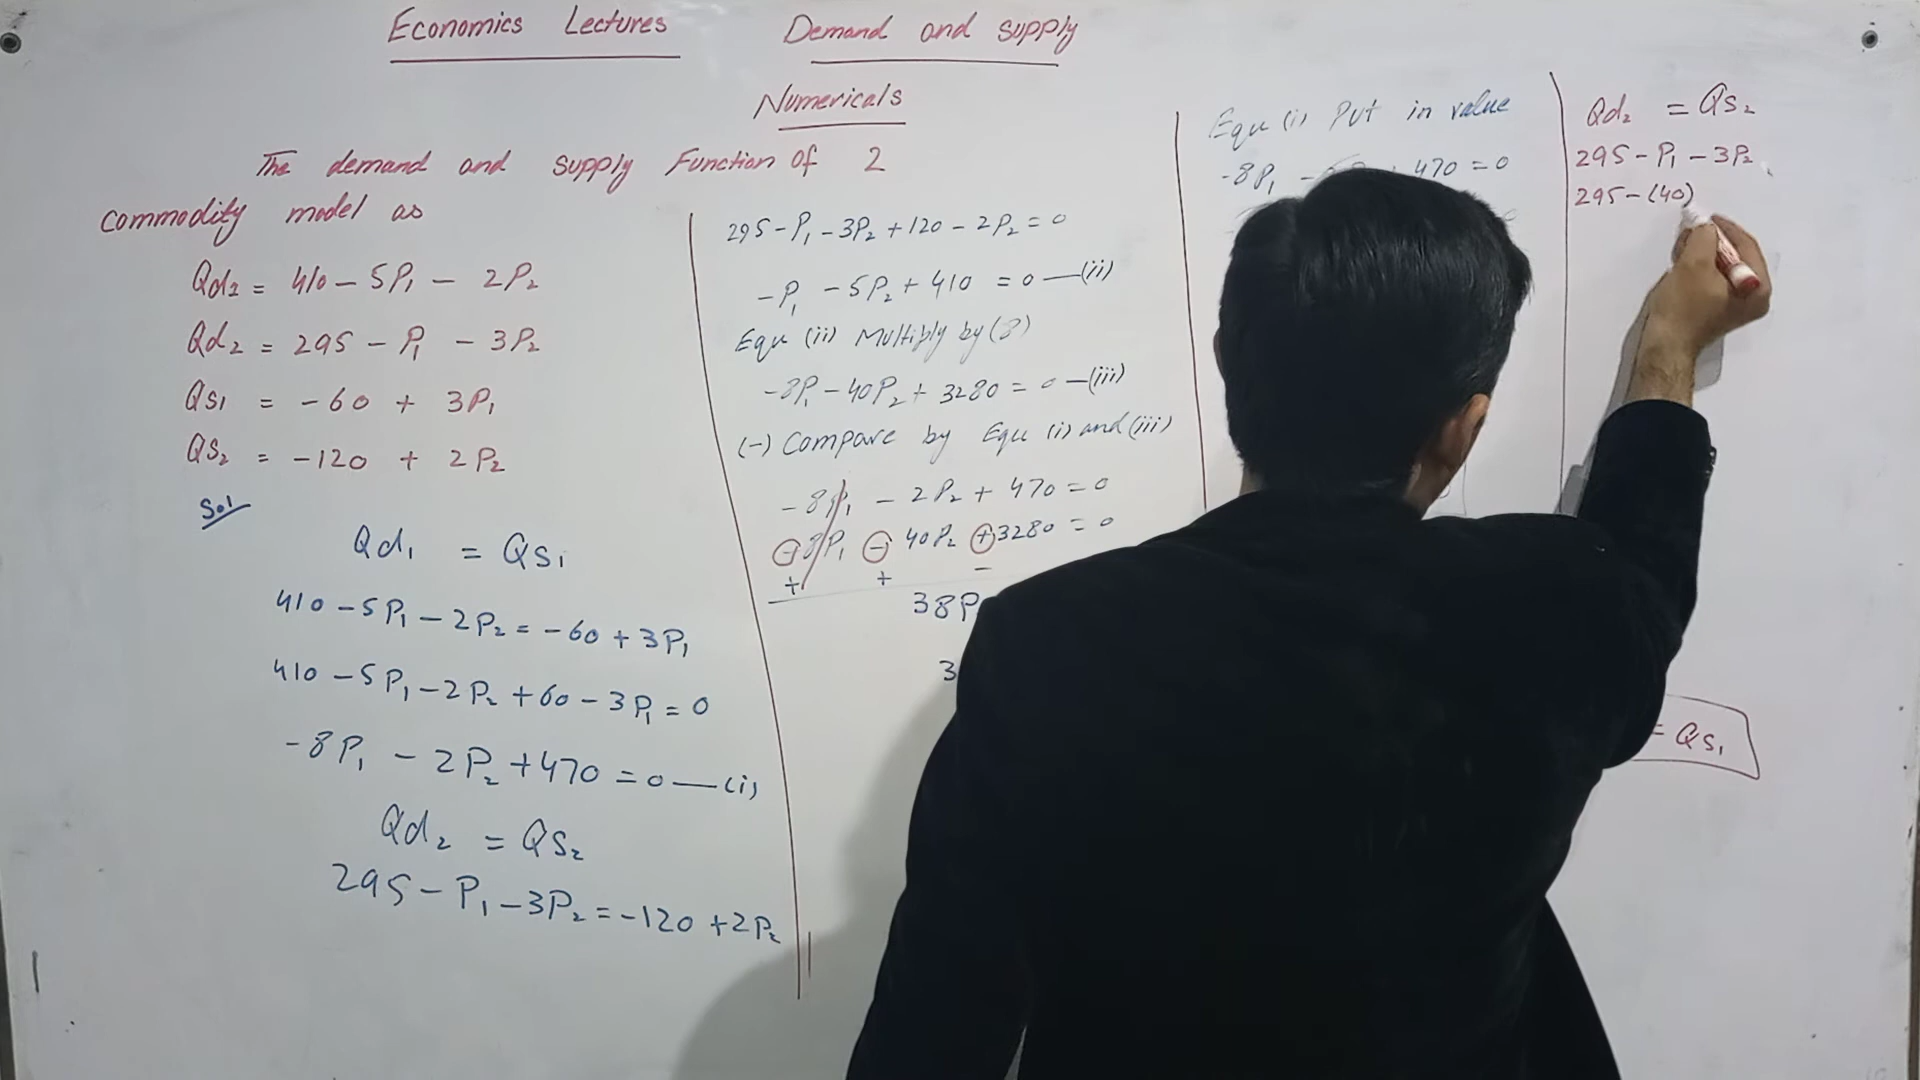 Economics Lectures Demand and supply
Numericals
The demand and supply Function of 2
commodity model as
Qd1 = 410 - 5P1 - 2P2
Qd2 = 295 - P1 - 3P2
Qs1 = -60 + 3P1
Qs2 = -120 + 2P2
Sol
Qd1 = Qs1
410 - 5P1 - 2P2 = -60 + 3P1
410 - 5P1 - 2P2 + 60 - 3P1 = 0
-8P1 - 2P2 + 470 = 0 — (i)
Qd2 = Qs2
295 - P1 - 3P2 = -120 + 2P2
295 - P1 - 3P2 + 120 - 2P2 = 0
-P1 - 5P2 + 410 = 0 — (ii)
Equ (ii) Multibly by (8)
-8P1 - 40P2 + 3280 = 0 — (iii)
(-) Compare by Equ (i) and (iii)
-8P1 - 2P2 + 470 = 0
-8P1 - 40P2 + 3280 = 0
+ + -
38P
3
Equ (i) Put in value
-8P1 - 470 = 0
= Qs1
Qd2 = Qs2
295 - P1 - 3P2
295 - (40)